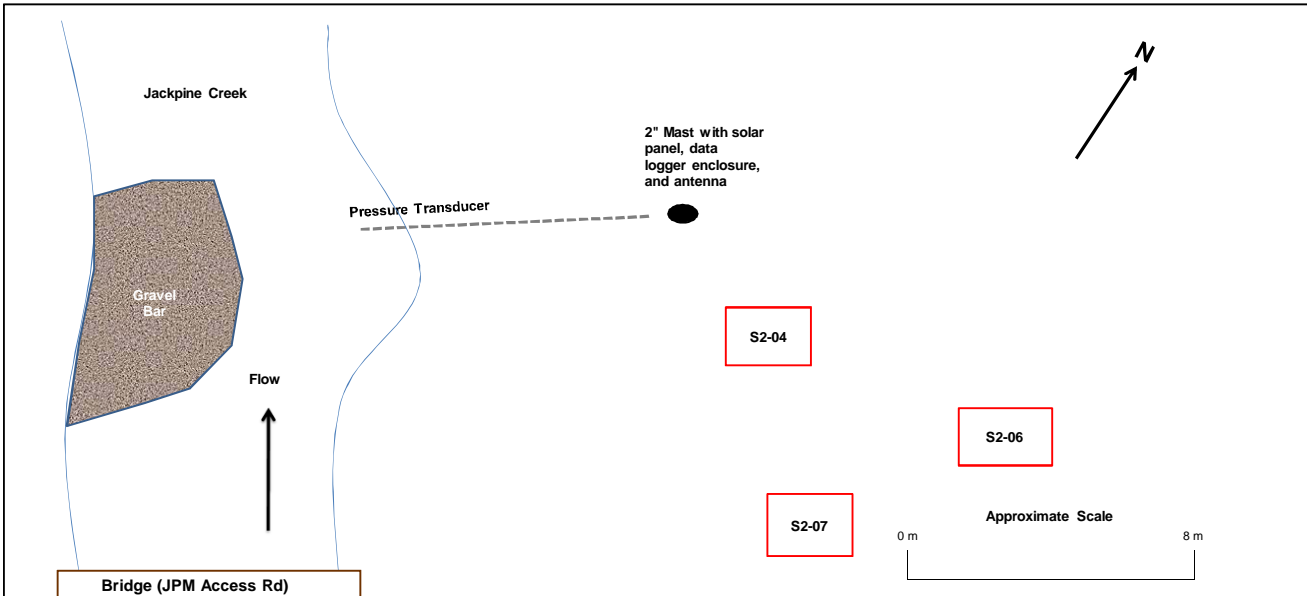 N
Jackpine Creek
2" Mast with solar
panel, data
logger enclosure,
and antenna
Pressure Transducer
Gravel
Bar
S2-04
Flow
S2-06
S2-07
Approximate Scale
0 m
8 m
Bridge (JPM Access Rd)